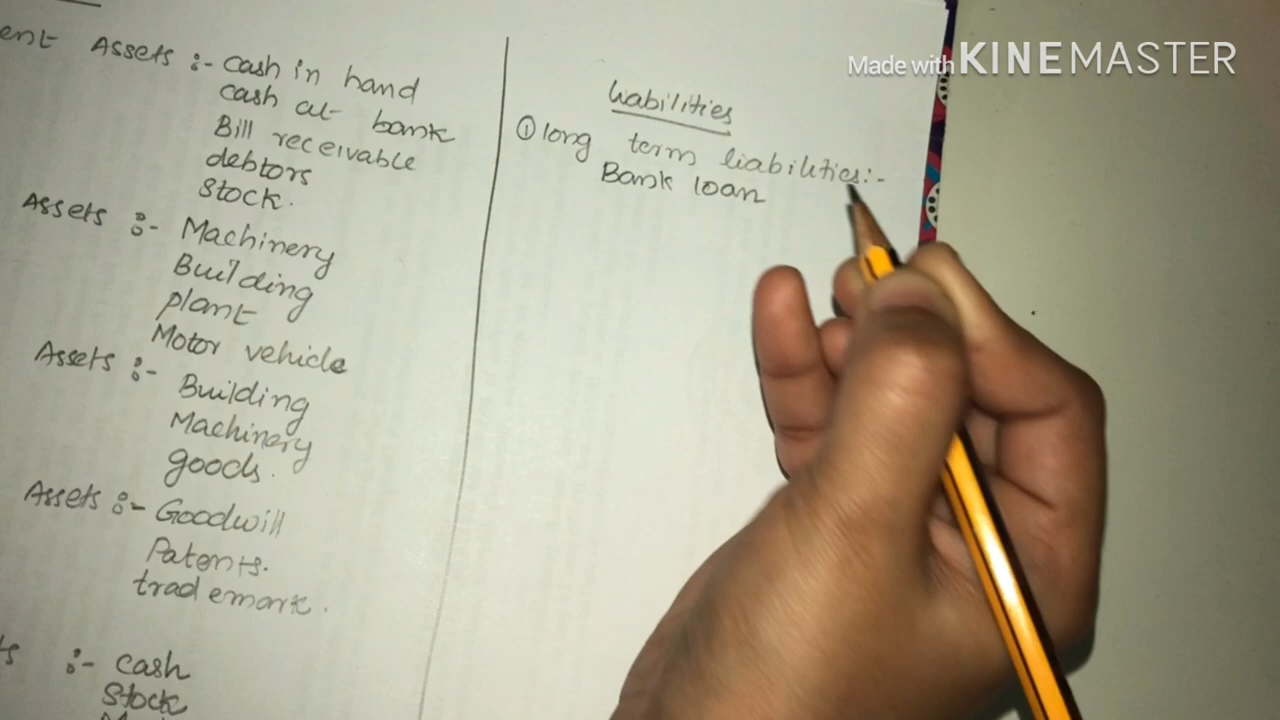 Made with KINEMASTER
Assets :- cash in hand
cash at bank
Bill receivable
debtors
Stock.
Assets :- Machinery
Building
plant
Motor vehicle
Assets :- Building
Machinery
goods.
Assets :- Goodwill
Patents.
trademark.
:- cash
Stock
liabilities
① long term liabilities:-
Bank loan